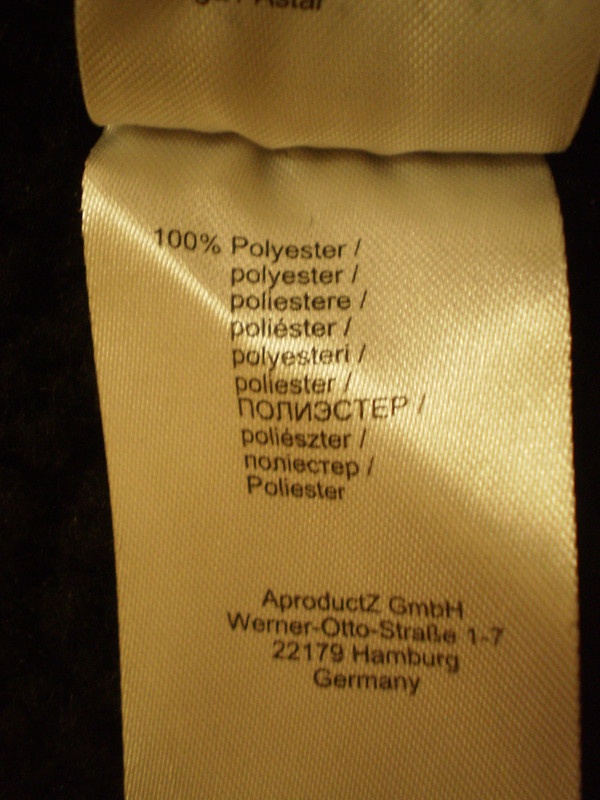 Astar
100% Polyester /
polyester /
poliestere /
poliéster /
polyesteri /
poliester /
ПОЛИЭСТЕР /
poliészter /
поліестер /
Poliester
AproductZ GmbH
Werner-Otto-Straße 1-7
22179 Hamburg
Germany